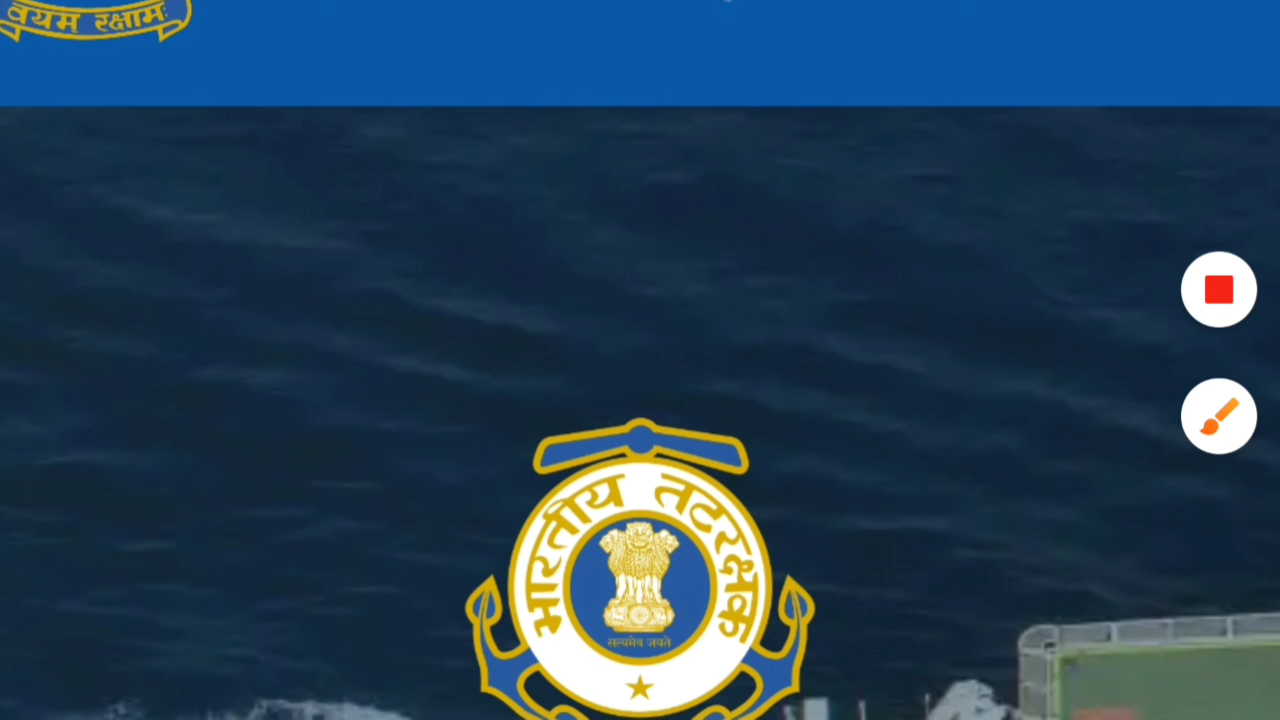 वयम रक्षामः
भारतीय तटरक्षक
सत्यमेव जयते